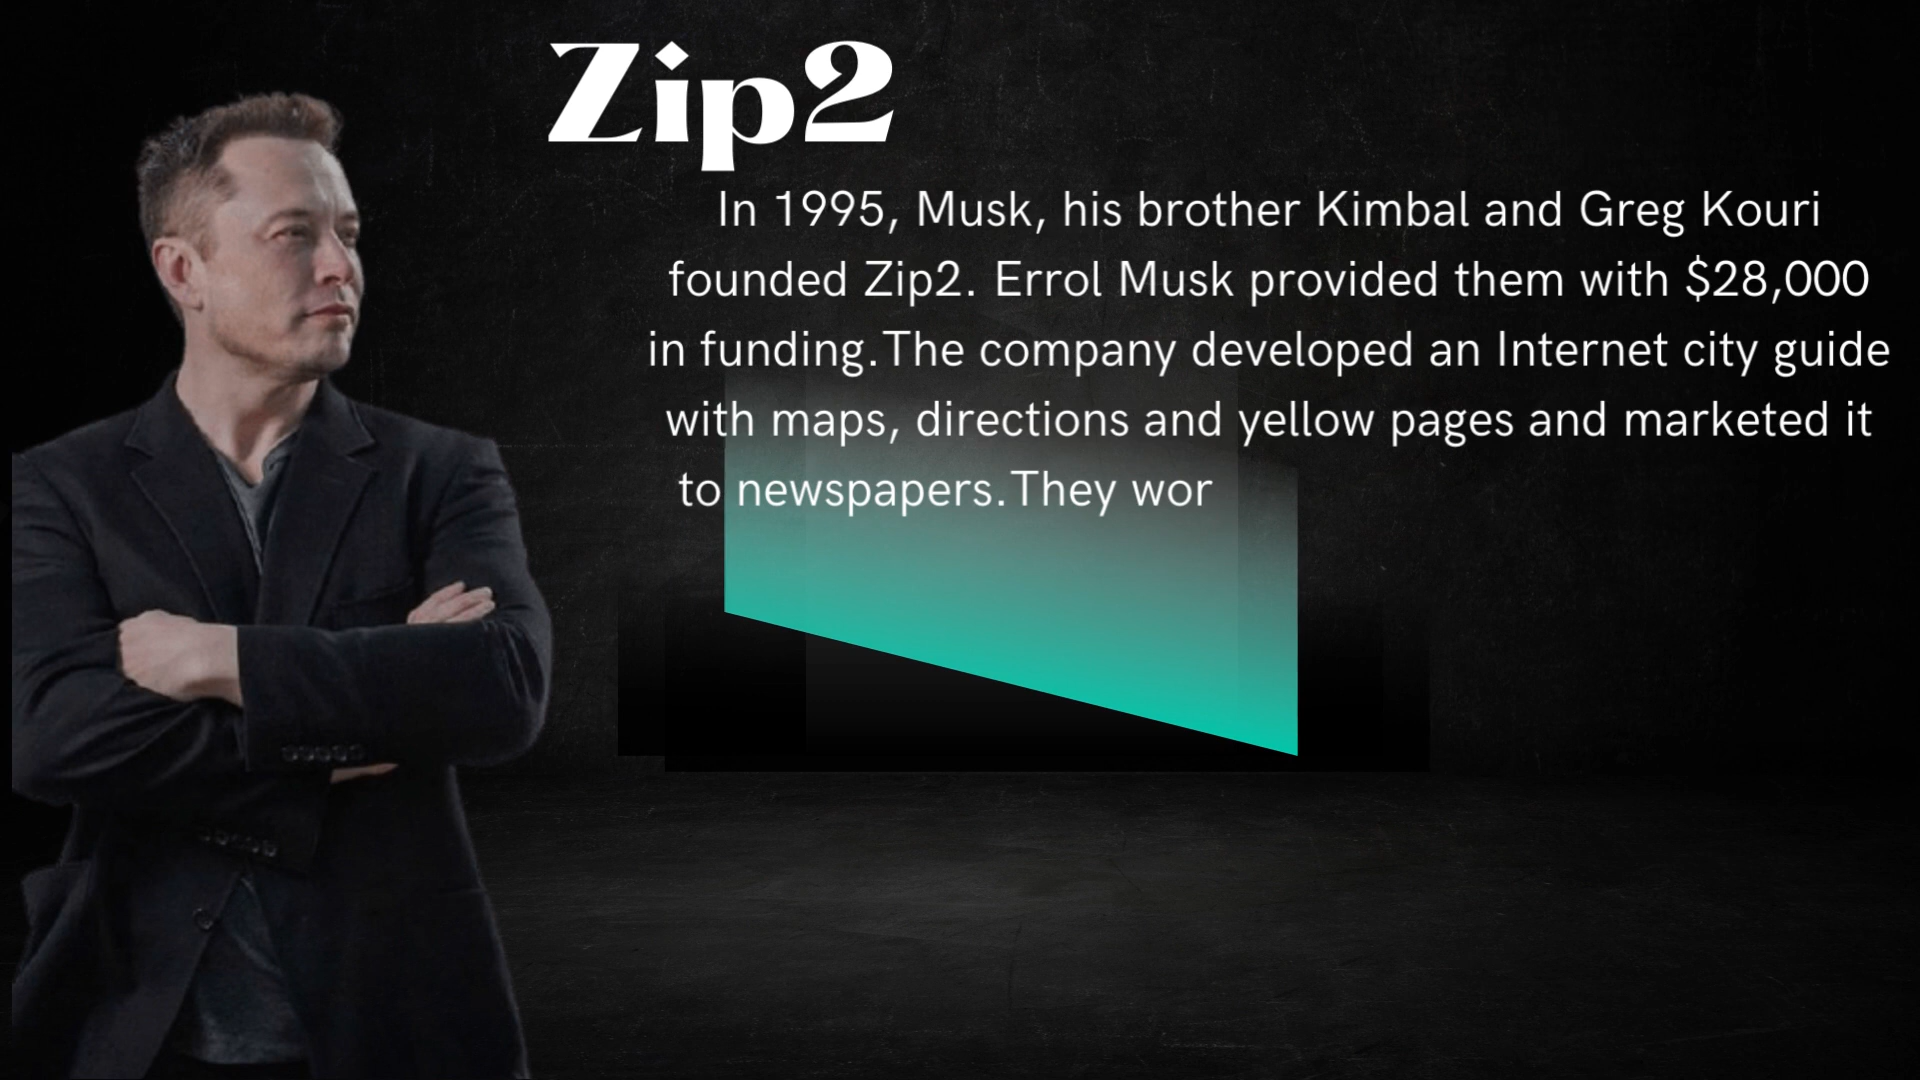 Zip2
In 1995, Musk, his brother Kimbal and Greg Kouri
founded Zip2. Errol Musk provided them with $28,000
in funding.The company developed an Internet city guide
with maps, directions and yellow pages and marketed it
to newspapers.They wor